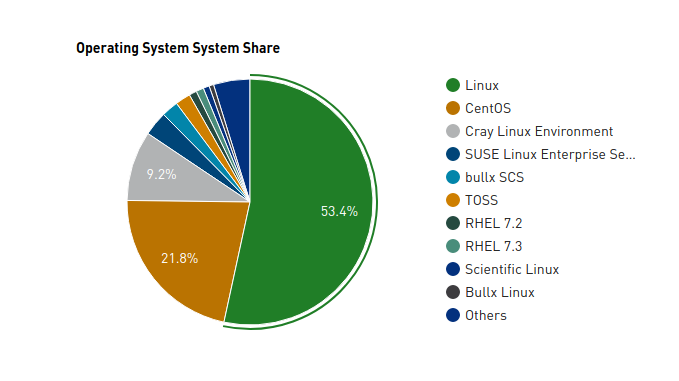 Operating System System Share
53.4%
21.8%
9.2%
Linux
CentOS
Cray Linux Environment
SUSE Linux Enterprise Se...
bullx SCS
TOSS
RHEL 7.2
RHEL 7.3
Scientific Linux
Bullx Linux
Others